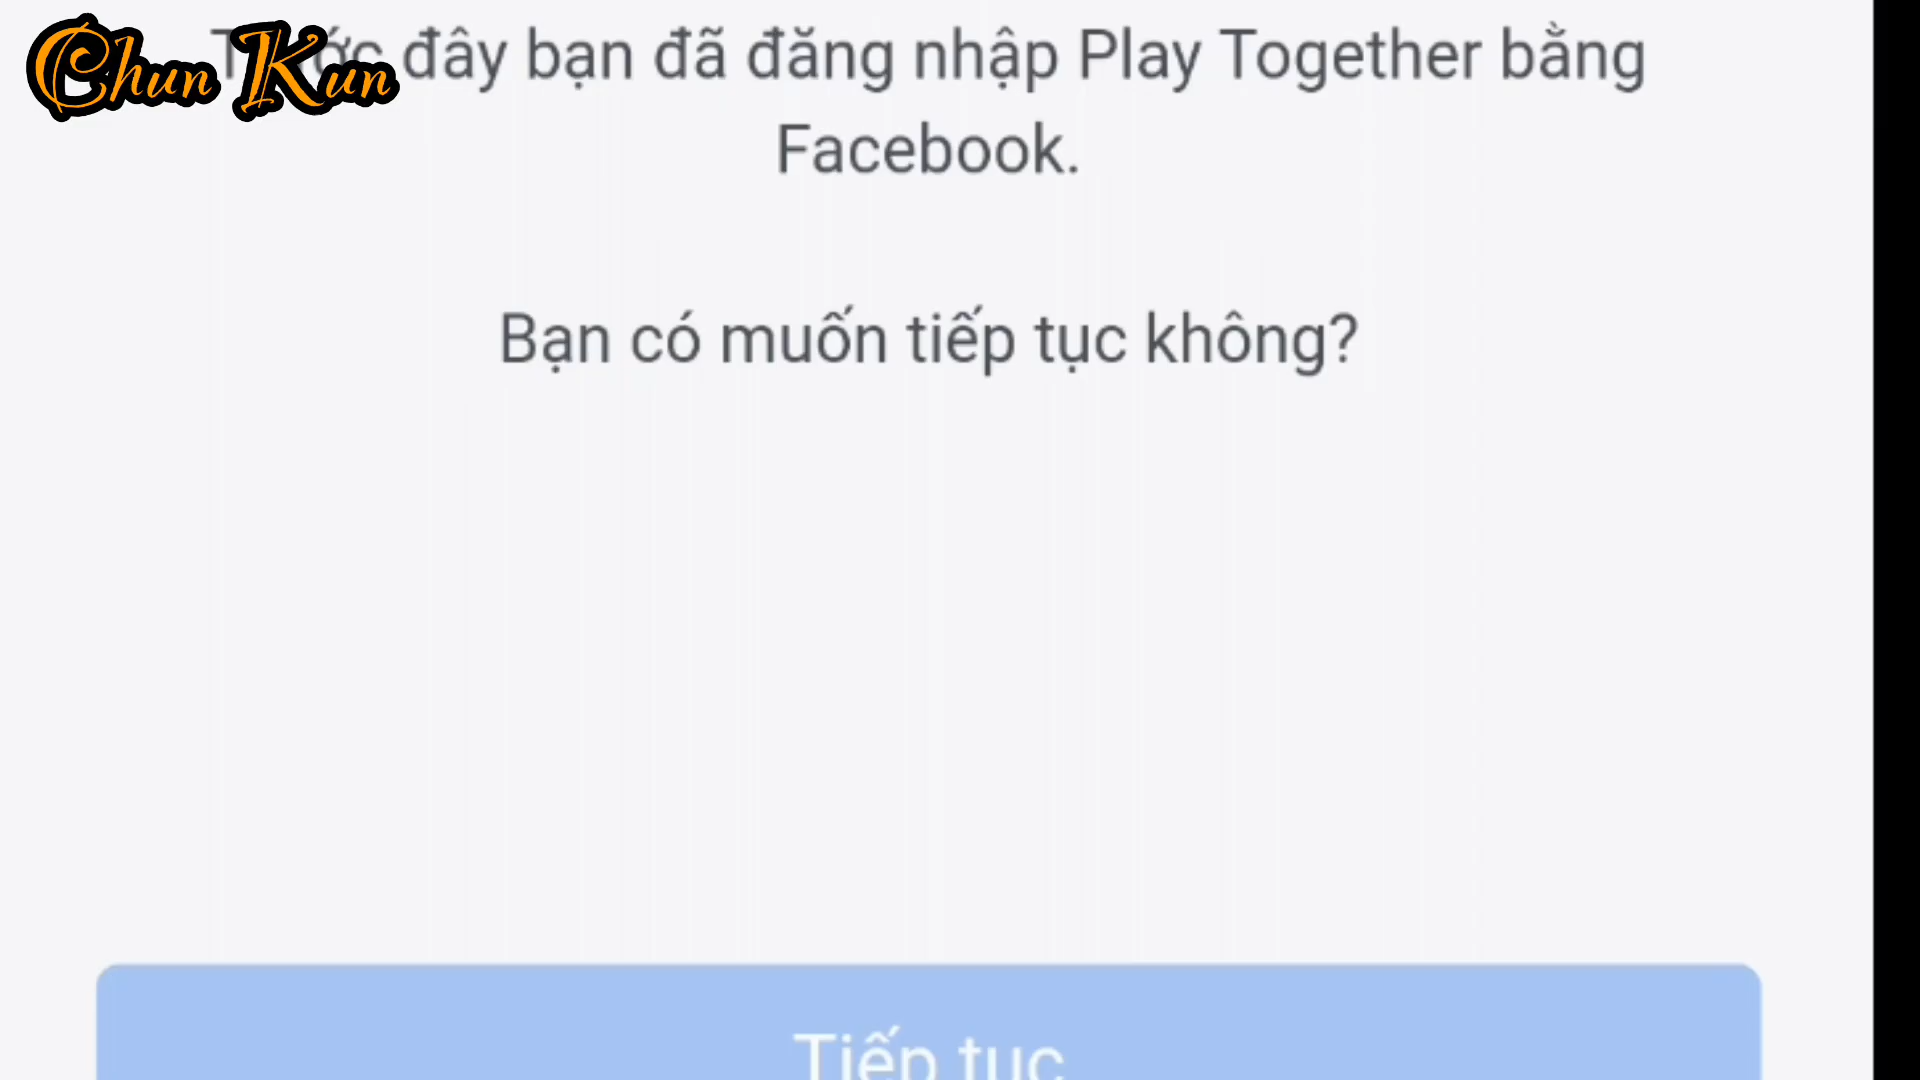 Chun Kun
Trước đây bạn đã đăng nhập Play Together bằng
Facebook.
Bạn có muốn tiếp tục không?
Tiếp tục